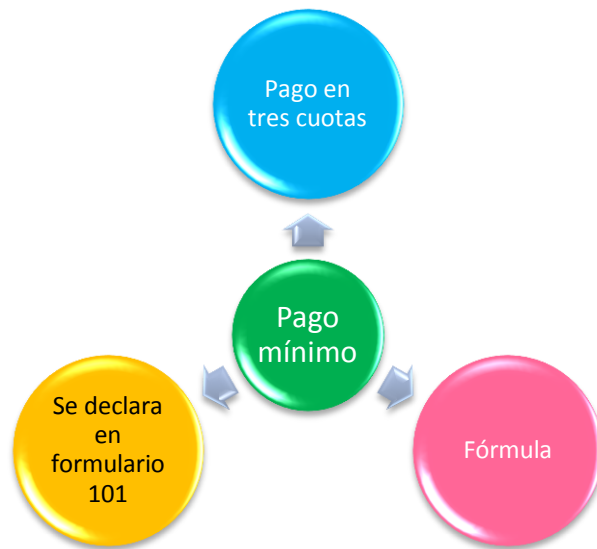 Pago en
tres cuotas
Pago
mínimo
Se declara
en
formulario
101
Fórmula